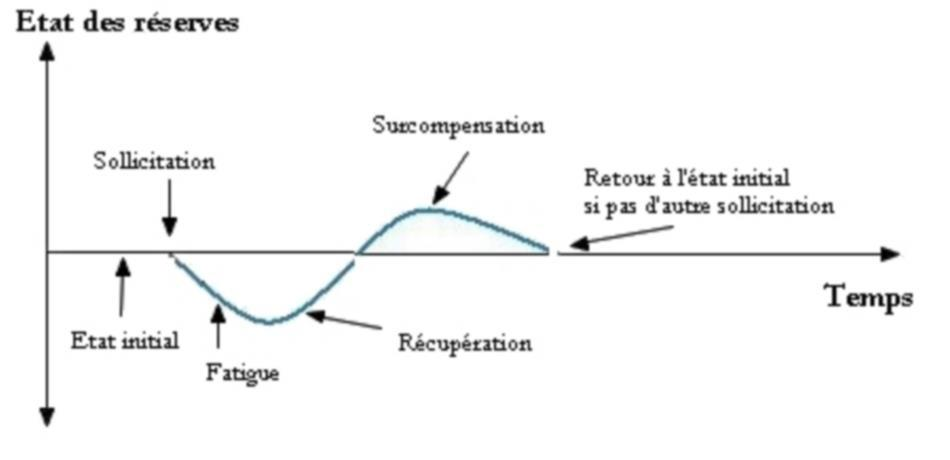 Etat des réserves
Surcompensation
Sollicitation
Retour à l'état initial
si pas d'autre sollicitation
Temps
Etat initial
Récupération
Fatigue